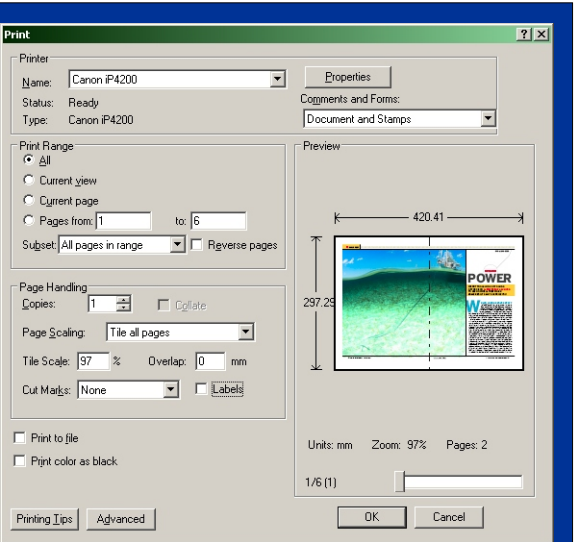 Print
Printer
Name: Canon iP4200
Properties
Status: Ready
Comments and Forms:
Type: Canon iP4200
Document and Stamps
Print Range
All
Current view
Current page
Pages from: 1 to: 6
Subset: All pages in range Reverse pages
Page Handling
Copies: 1 Collate
Page Scaling: Tile all pages
Tile Scale: 97 % Overlap: 0 mm
Cut Marks: None Labels
Print to file
Print color as black
Printing Tips Advanced
Preview
420.41
297.29
POWER
W
Units: mm Zoom: 97% Pages: 2
1/6 (1)
OK Cancel